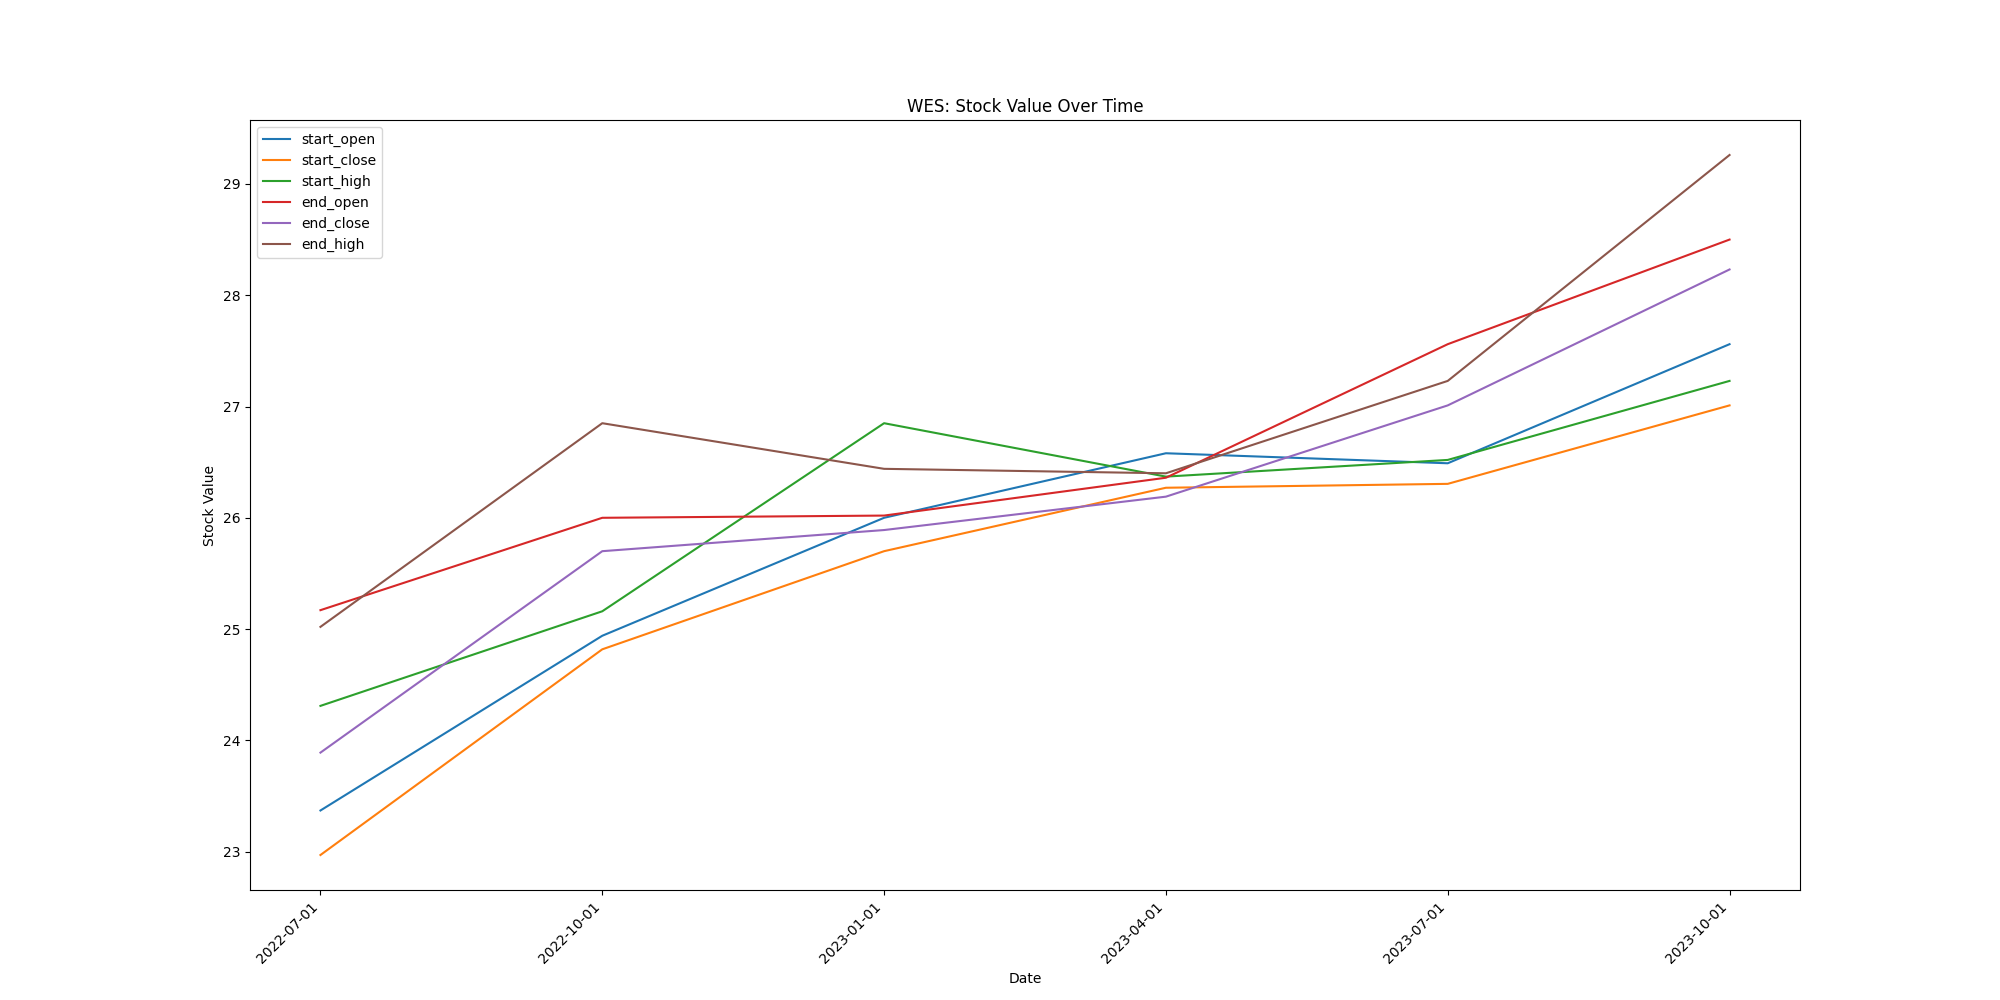 WES: Stock Value Over Time
start_open
start_close
start_high
end_open
end_close
end_high
Stock Value
29
28
27
26
25
24
23
2022-07-01
2022-10-01
2023-01-01
2023-04-01
2023-07-01
2023-10-01
Date